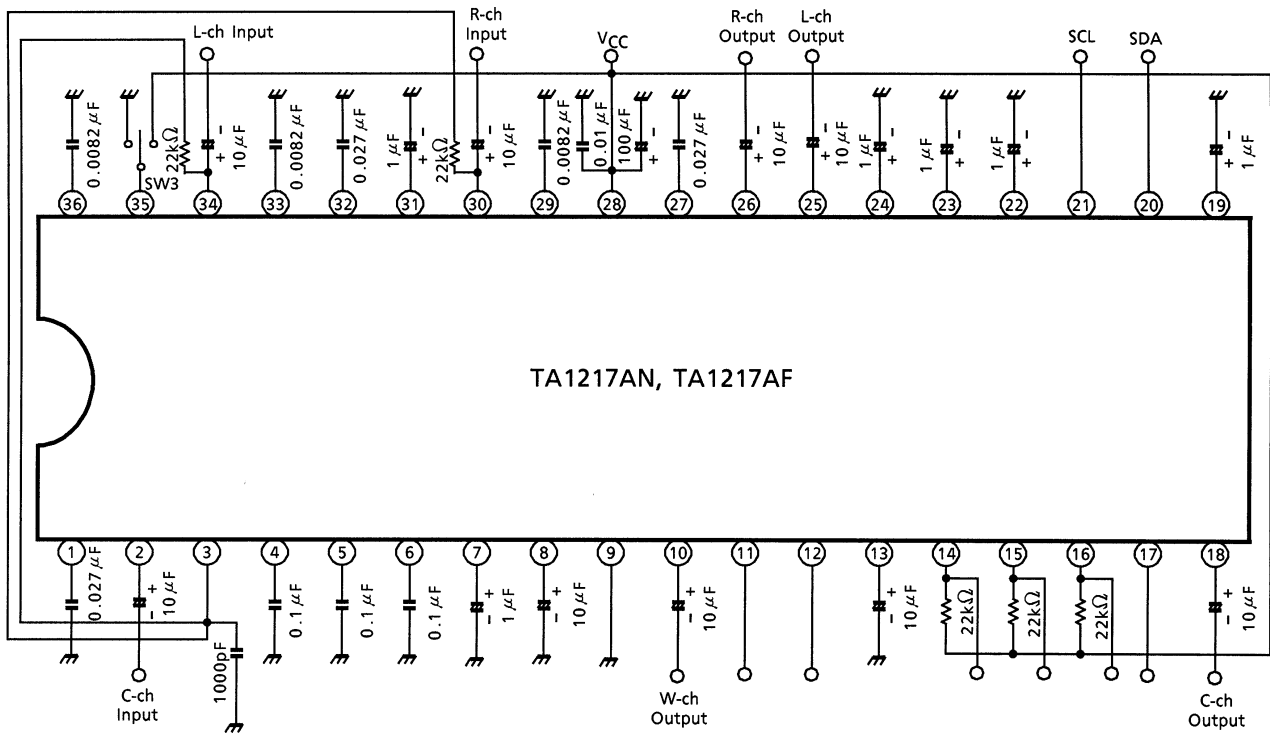 L-ch Input
R-ch
Input
VCC
R-ch
Output
L-ch
Output
SCL
SDA
0.0082 μF
SW3
22kΩ
- + 10 μF
0.0082 μF
0.027 μF
1 μF + -
22kΩ
- + 10 μF
0.0082 μF
0.01 μF
100 μF + -
0.027 μF
- + 10 μF
- + 10 μF
1 μF + -
1 μF + -
1 μF + -
- + 1 μF
36 35 34 33 32 31 30 29 28 27 26 25 24 23 22 21 20 19
TA1217AN, TA1217AF
1 2 3 4 5 6 7 8 9 10 11 12 13 14 15 16 17 18
0.027 μF
- + 10 μF
1000pF
0.1 μF
0.1 μF
0.1 μF
- + 1 μF
- + 10 μF
- + 10 μF
- + 10 μF
22kΩ
22kΩ
22kΩ
- + 10 μF
C-ch
Input
W-ch
Output
C-ch
Output